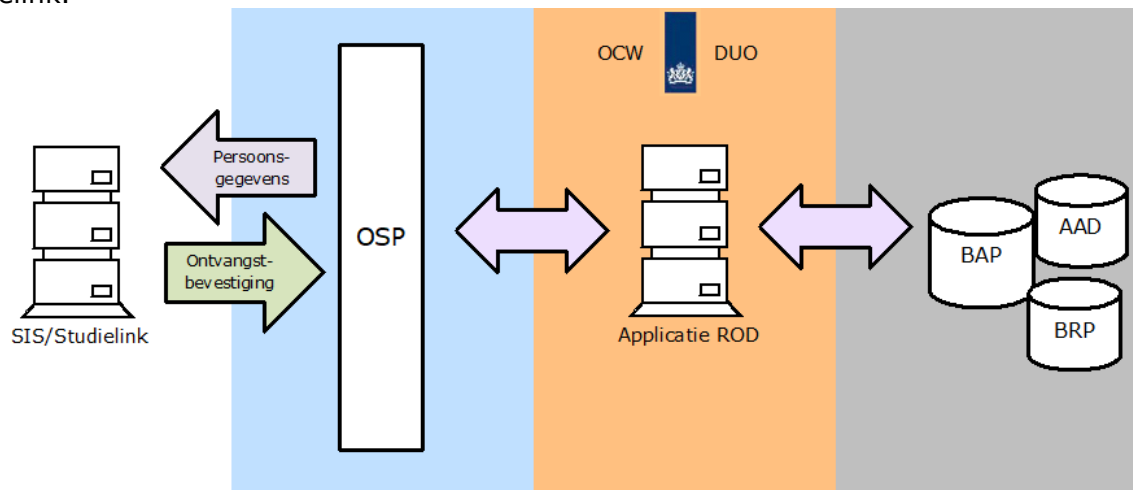 OCW DUO
Persoons-
gegevens
OSP
Ontvangst-
bevestiging
SIS/Studielink
Applicatie ROD
BAP
AAD
BRP